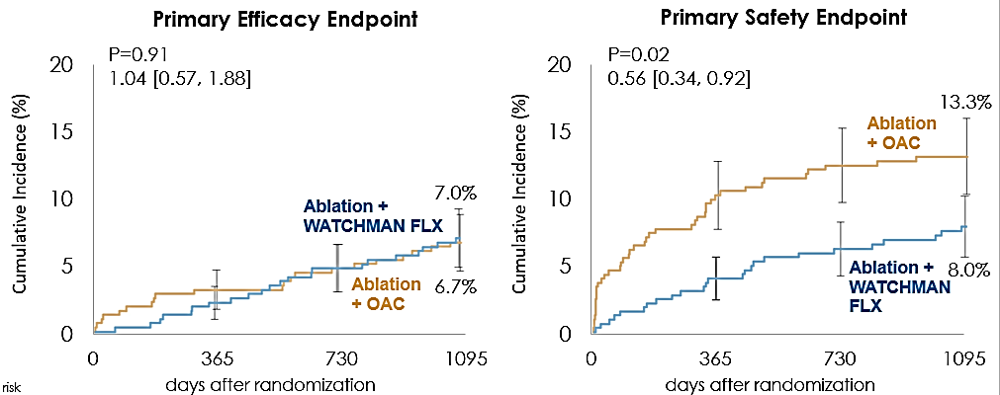 Primary Efficacy Endpoint
P=0.91
1.04 [0.57, 1.88]
Cumulative Incidence (%)
20
15
10
5
0
7.0%
Ablation +
WATCHMAN FLX
Ablation
+ OAC
6.7%
0
365
730
1095
days after randomization
risk
Primary Safety Endpoint
P=0.02
0.56 [0.34, 0.92]
Cumulative Incidence (%)
20
15
10
5
0
13.3%
Ablation
+ OAC
Ablation +
WATCHMAN
FLX
8.0%
0
365
730
1095
days after randomization